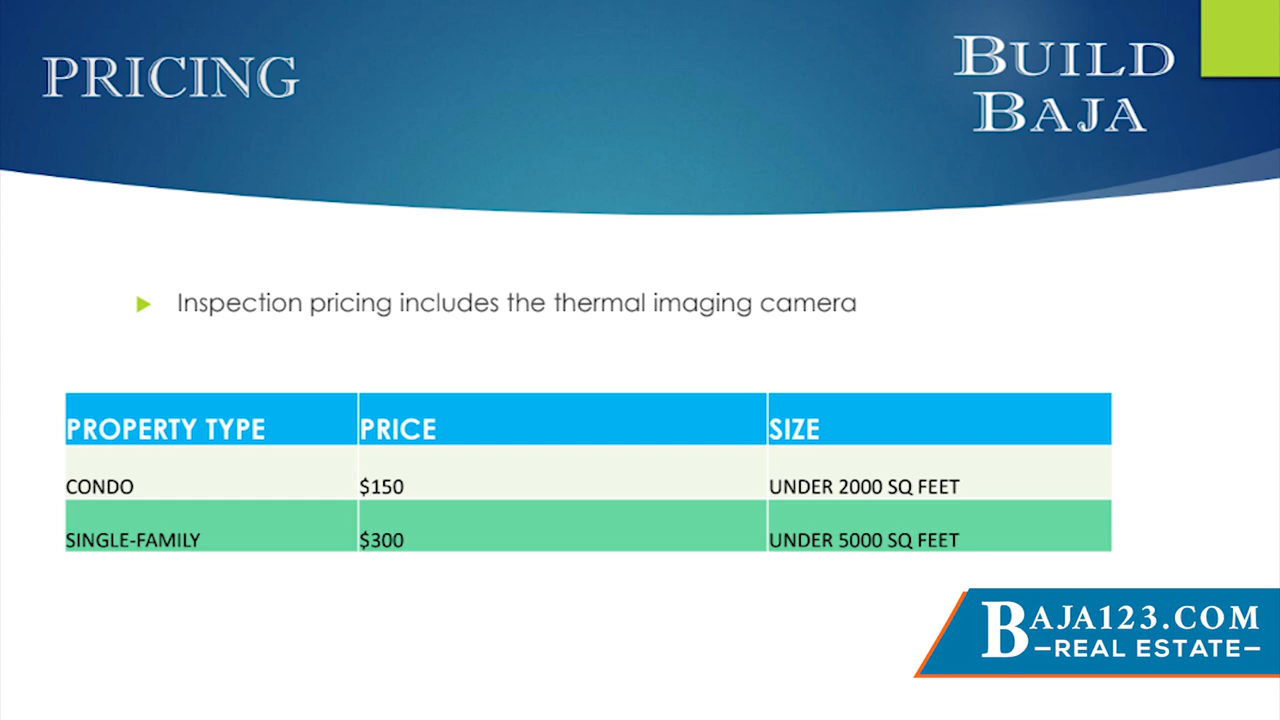 PRICING
BUILD
BAJA
Inspection pricing includes the thermal imaging camera
PROPERTY TYPE PRICE SIZE
CONDO $150 UNDER 2000 SQ FEET
SINGLE-FAMILY $300 UNDER 5000 SQ FEET
BAJA123.COM
–REAL ESTATE–